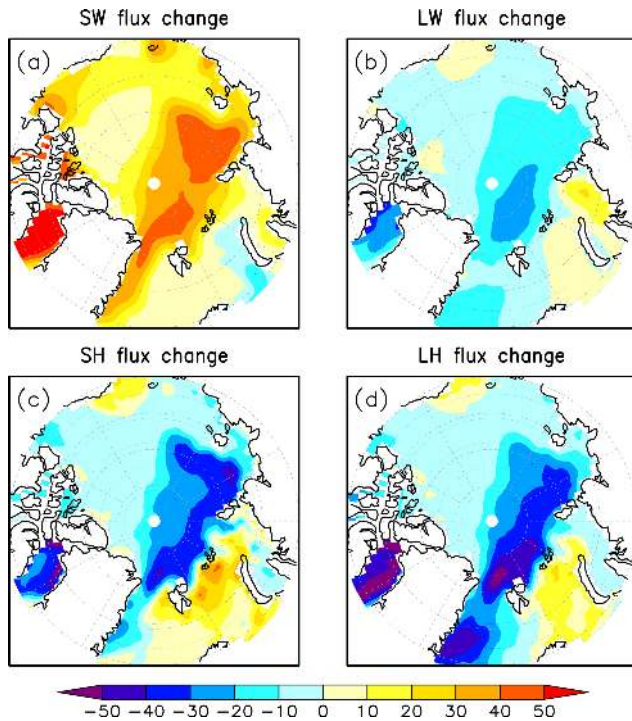 SW flux change
LW flux change
(a)
(b)
SH flux change
LH flux change
(c)
(d)
-50 -40 -30 -20 -10 0 10 20 30 40 50